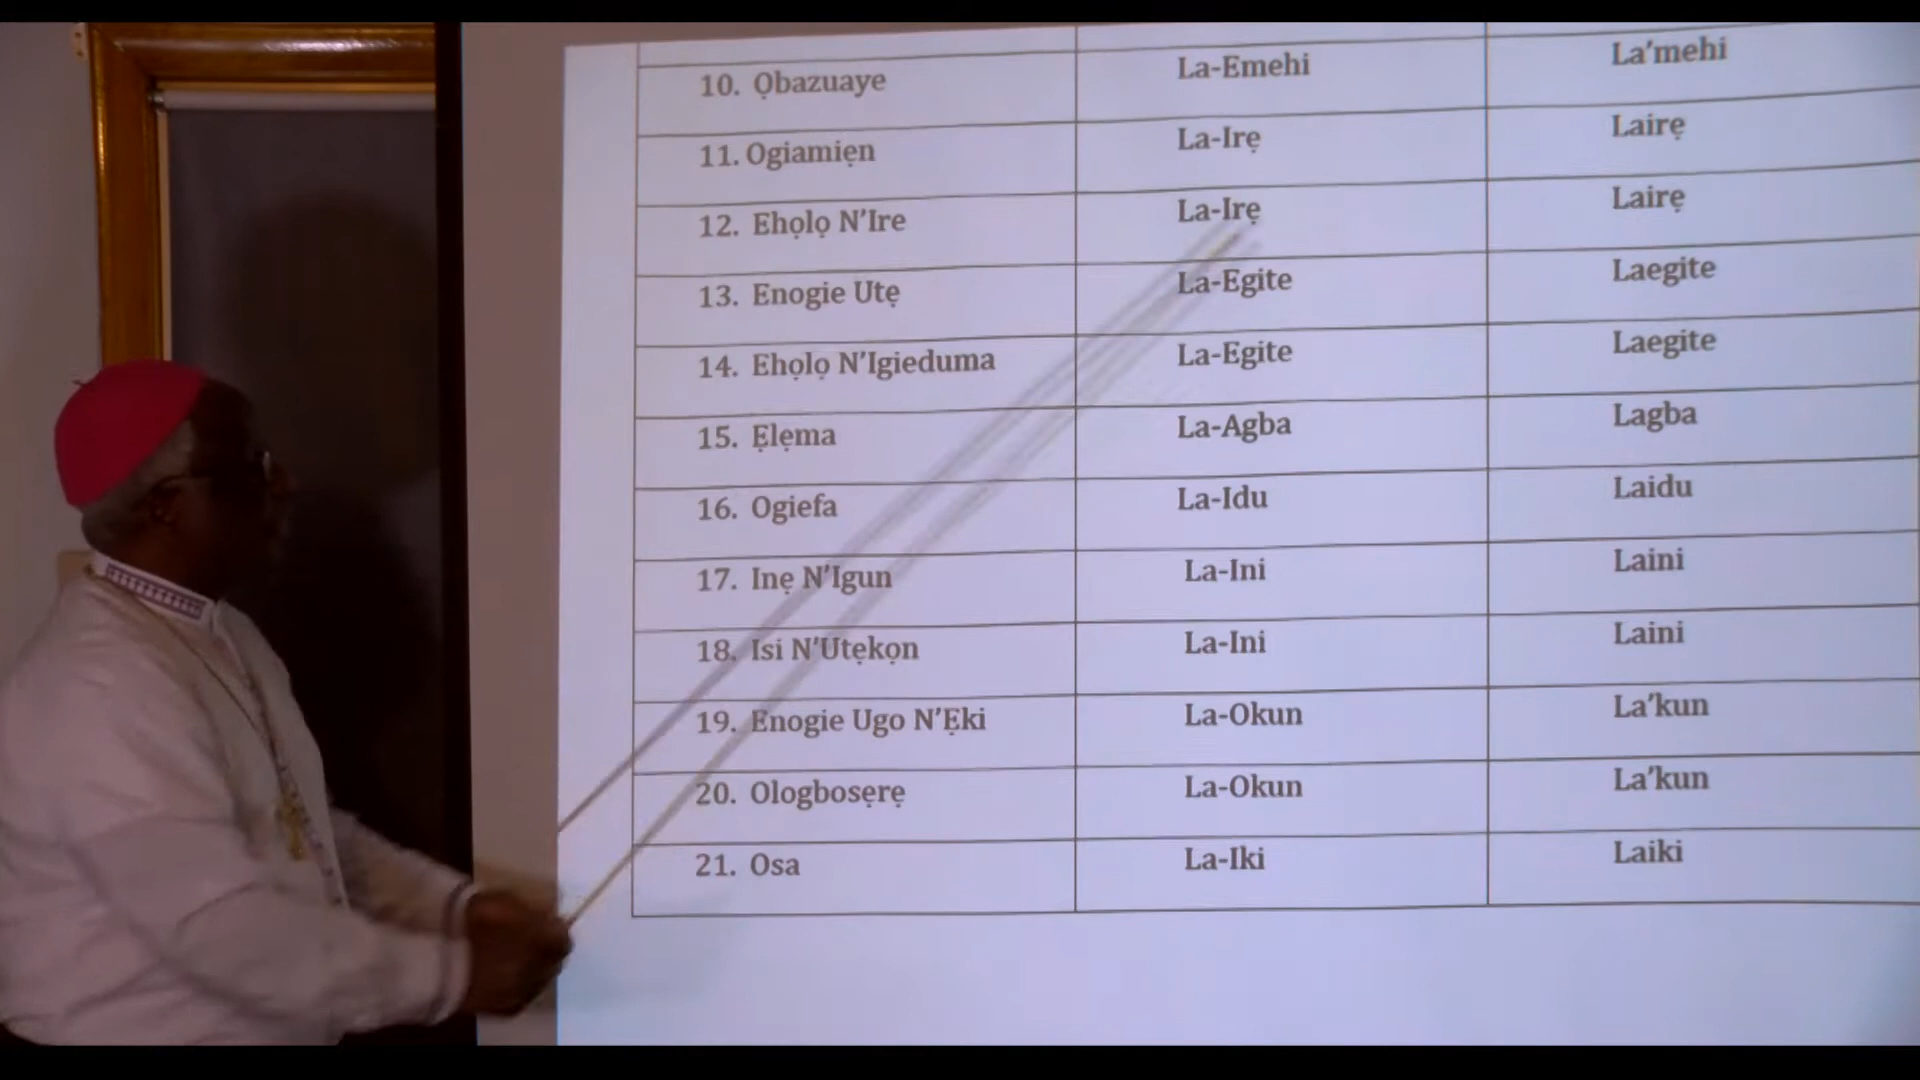 10. Ọbazuaye La-Emehi La’mehi
11. Ogiamiẹn La-Irẹ Lairẹ
12. Ehọlọ N’Ire La-Irẹ Lairẹ
13. Enogie Utẹ La-Egite Laegite
14. Ehọlọ N’Igieduma La-Egite Laegite
15. Ẹlẹma La-Agba Lagba
16. Ogiefa La-Idu Laidu
17. Inẹ N’Igun La-Ini Laini
18. Isi N’Utẹkọn La-Ini Laini
19. Enogie Ugo N’Ẹki La-Okun La’kun
20. Ologbosẹrẹ La-Okun La’kun
21. Osa La-Iki Laiki